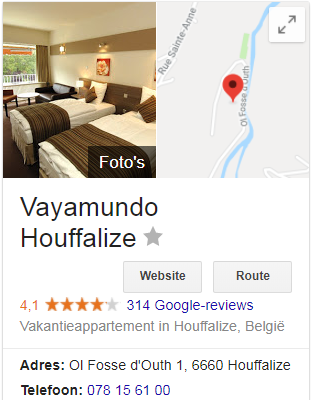 Rue Sainte-Anne
Ol Fosse d'Outh
Foto's
Vayamundo
Houffalize
Website
Route
4,1 314 Google-reviews
Vakantieappartement in Houffalize, België
Adres: Ol Fosse d'Outh 1, 6660 Houffalize
Telefoon: 078 15 61 00